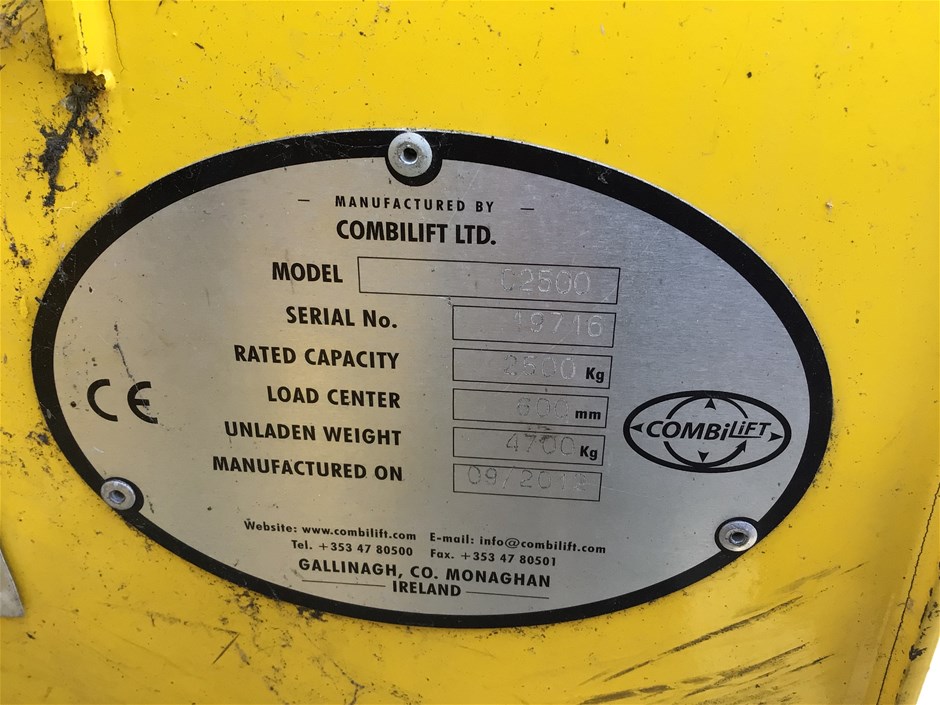 — MANUFACTURED BY —
COMBILIFT LTD.
MODEL C2500
SERIAL No. 19716
RATED CAPACITY 2500 Kg
LOAD CENTER 600 mm
UNLADEN WEIGHT 4700 Kg
MANUFACTURED ON 09/2012
CE
COMBiLiFT
Website: www.combilift.com E-mail: info@combilift.com
Tel. +353 47 80500 Fax. +353 47 80501
GALLINAGH, CO. MONAGHAN
IRELAND